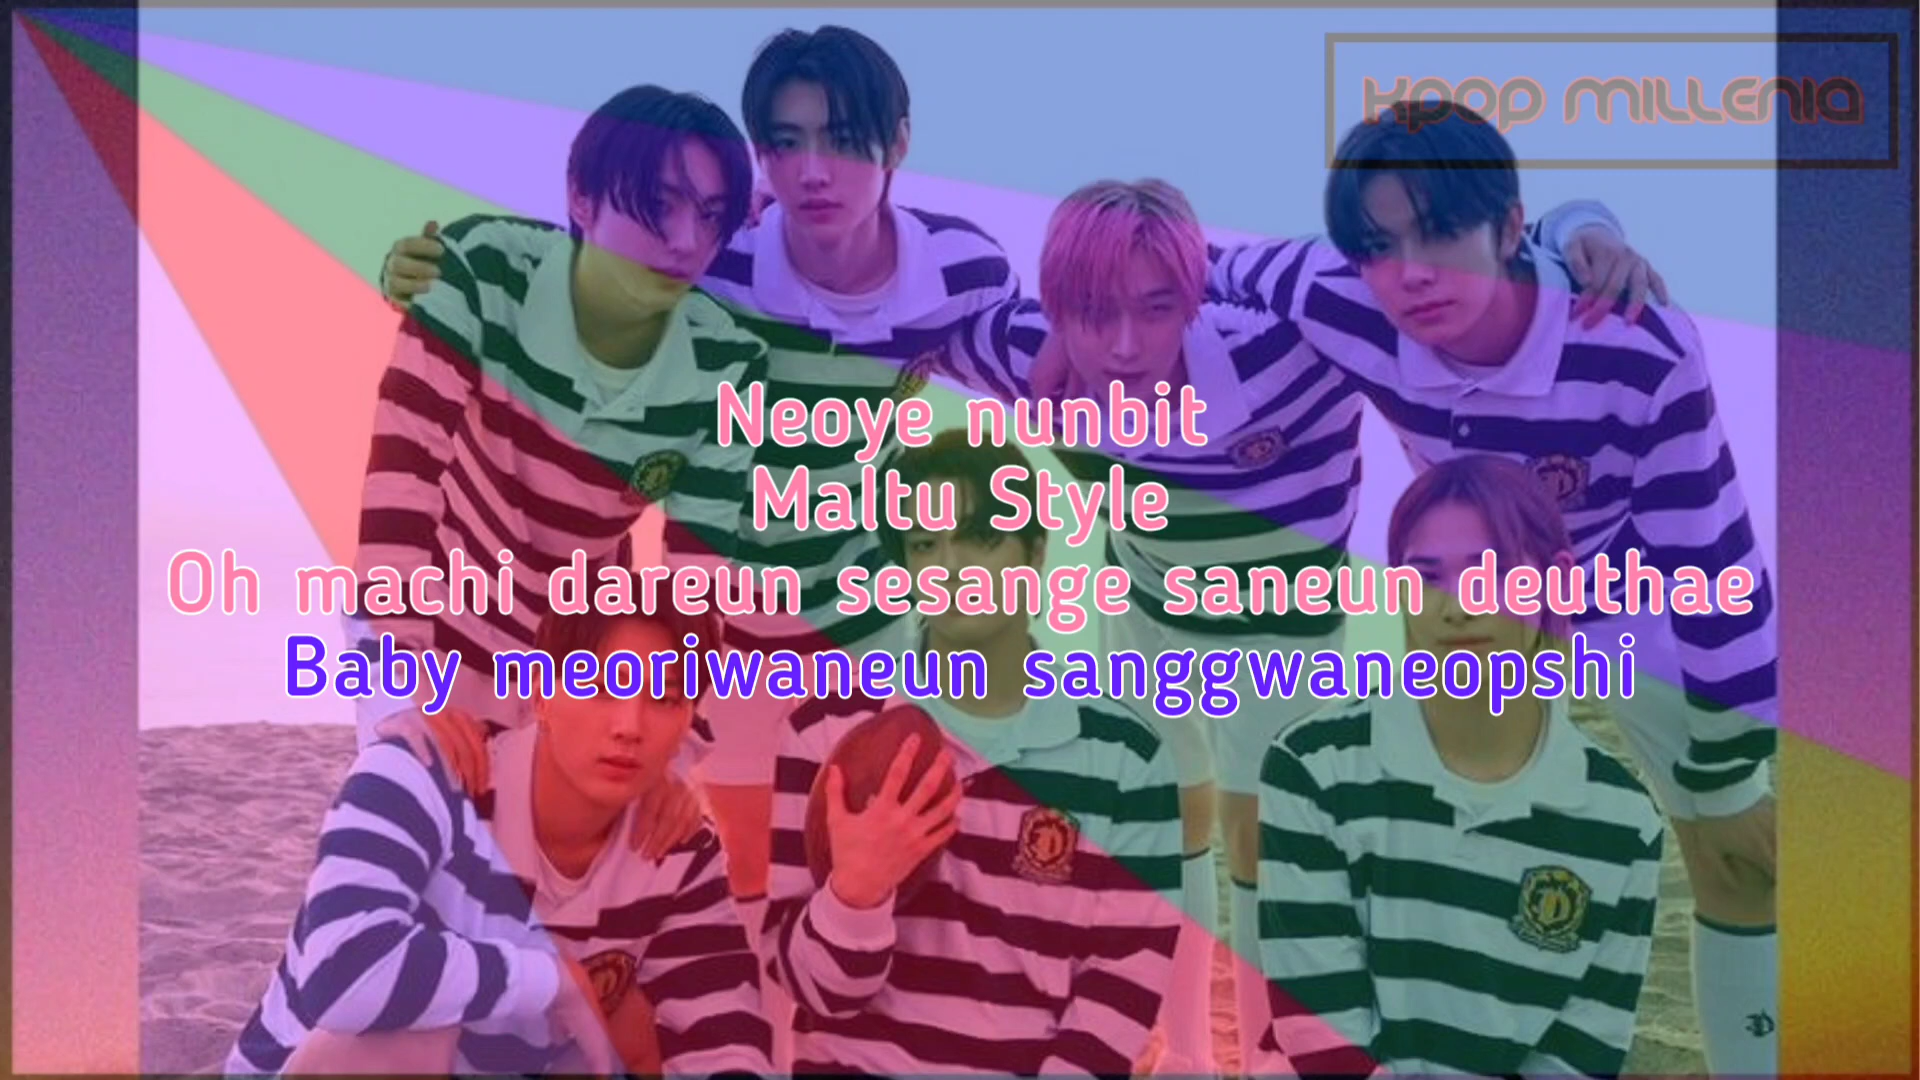 KPOP MILLENIA
Neoye nunbit
Maltu Style
Oh machi dareun sesange saneun deuthae
Baby meoriwaneun sanggwaneopshi